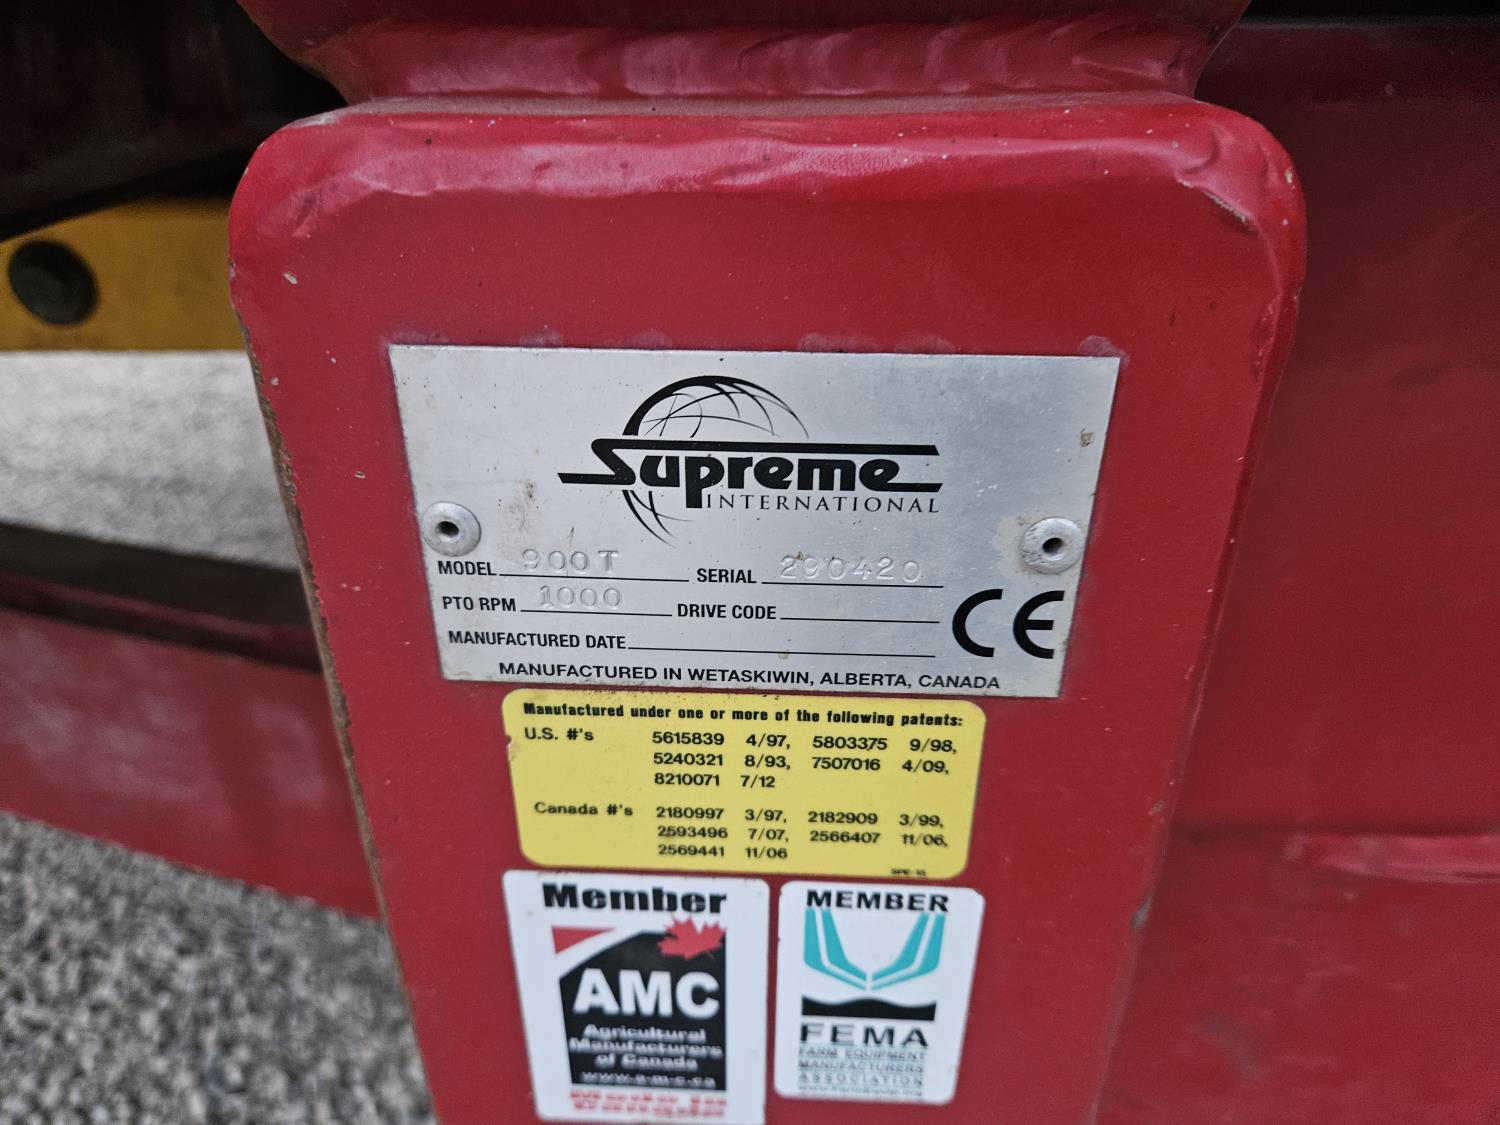 Supreme
INTERNATIONAL
MODEL 900T SERIAL 290420
PTO RPM 1000 DRIVE CODE
MANUFACTURED DATE
CE
MANUFACTURED IN WETASKIWIN, ALBERTA, CANADA
Manufactured under one or more of the following patents:
U.S. #'s 5615839 4/97, 5803375 9/98,
5240321 8/93, 7507016 4/09,
8210071 7/12
Canada #'s 2180997 3/97, 2182909 3/99,
2593496 7/07, 2566407 11/06,
2569441 11/06
Member
AMC
Agricultural
Manufacturers
of Canada
www.a-m-c.ca
Made in
Canada
MEMBER
FEMA
FARM EQUIPMENT
MANUFACTURERS
ASSOCIATION